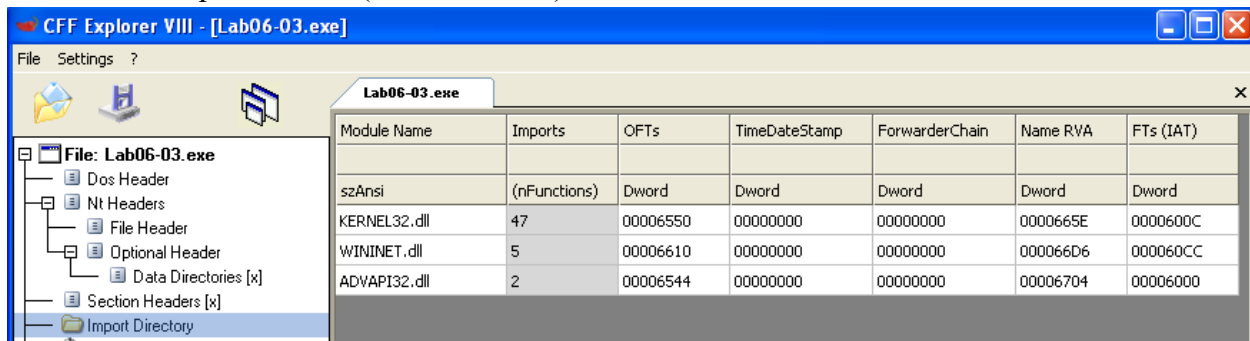 CFF Explorer VIII - [Lab06-03.exe]
File Settings ?
Lab06-03.exe
Module Name Imports OFTs TimeDateStamp ForwarderChain Name RVA FTs (IAT)
szAnsi (nFunctions) Dword Dword Dword Dword Dword
KERNEL32.dll 47 00006550 00000000 00000000 0000665E 0000600C
WININET.dll 5 00006610 00000000 00000000 000066D6 000060CC
ADVAPI32.dll 2 00006544 00000000 00000000 00006704 00006000
File: Lab06-03.exe
Dos Header
Nt Headers
File Header
Optional Header
Data Directories [x]
Section Headers [x]
Import Directory